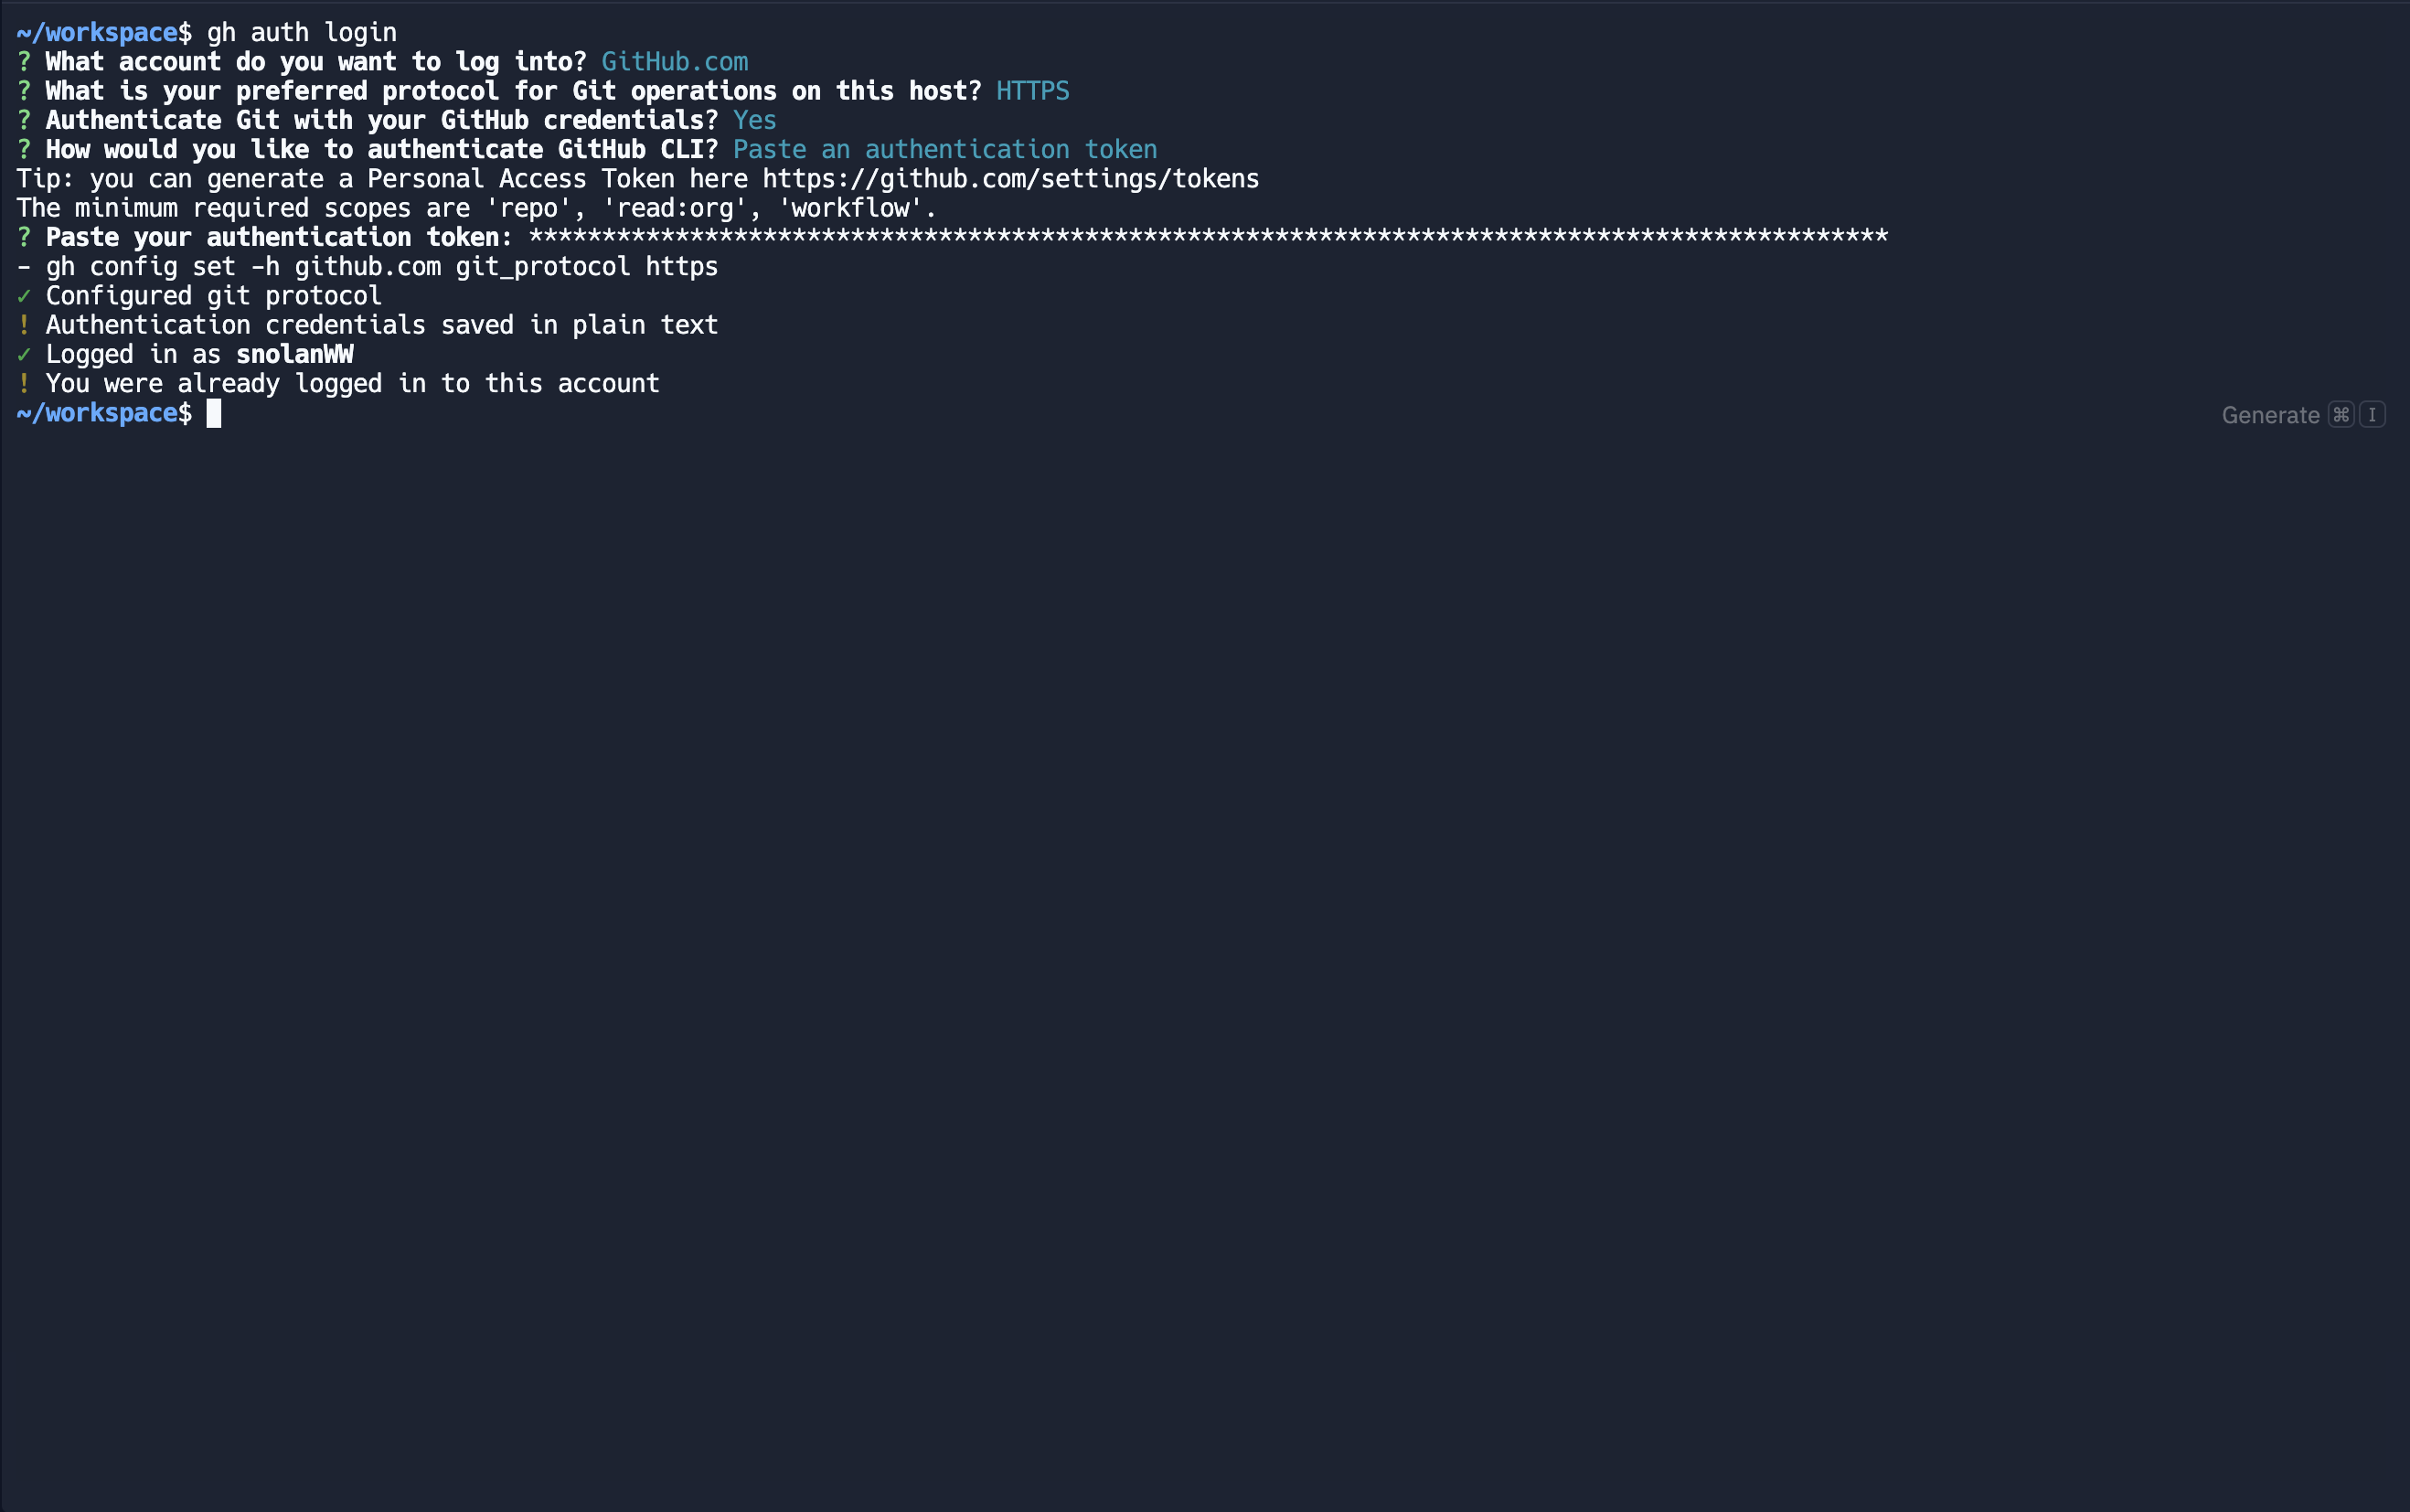 ~/workspace$ gh auth login
? What account do you want to log into? GitHub.com
? What is your preferred protocol for Git operations on this host? HTTPS
? Authenticate Git with your GitHub credentials? Yes
? How would you like to authenticate GitHub CLI? Paste an authentication token
Tip: you can generate a Personal Access Token here https://github.com/settings/tokens
The minimum required scopes are 'repo', 'read:org', 'workflow'.
? Paste your authentication token: *********************************************************************************************
- gh config set -h github.com git_protocol https
✓ Configured git protocol
! Authentication credentials saved in plain text
✓ Logged in as snolanWW
! You were already logged in to this account
~/workspace$
Generate ⌘ I